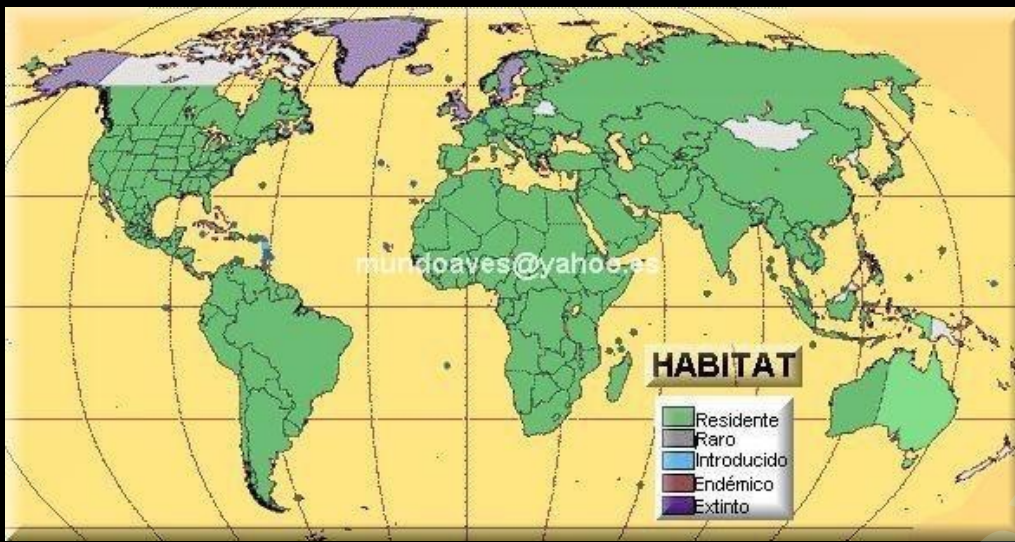 mundoaves@yahoo.es
HABITAT
Residente
Raro
Introducido
Endémico
Extinto